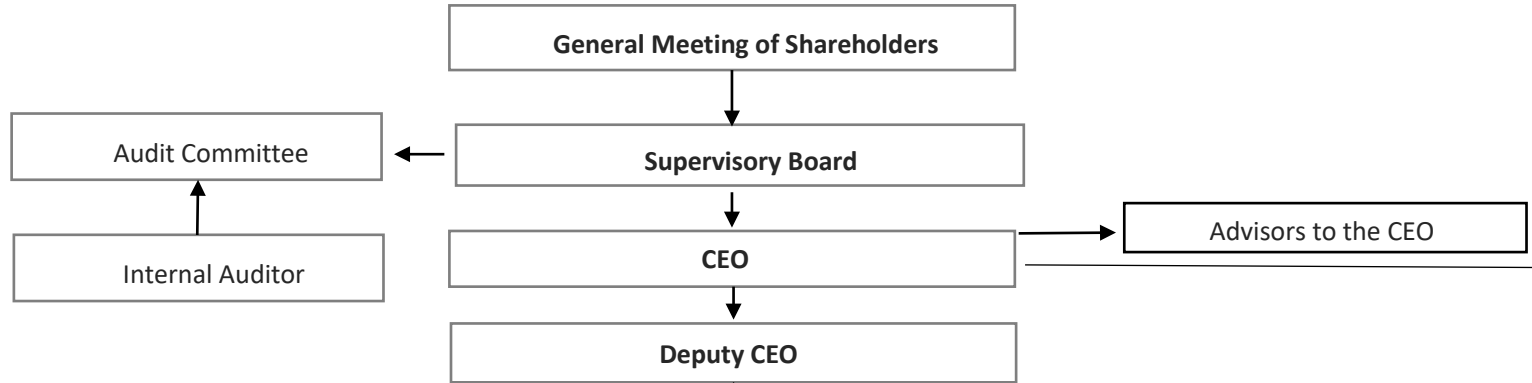 General Meeting of Shareholders
Audit Committee
Supervisory Board
Advisors to the CEO
Internal Auditor
CEO
Deputy CEO